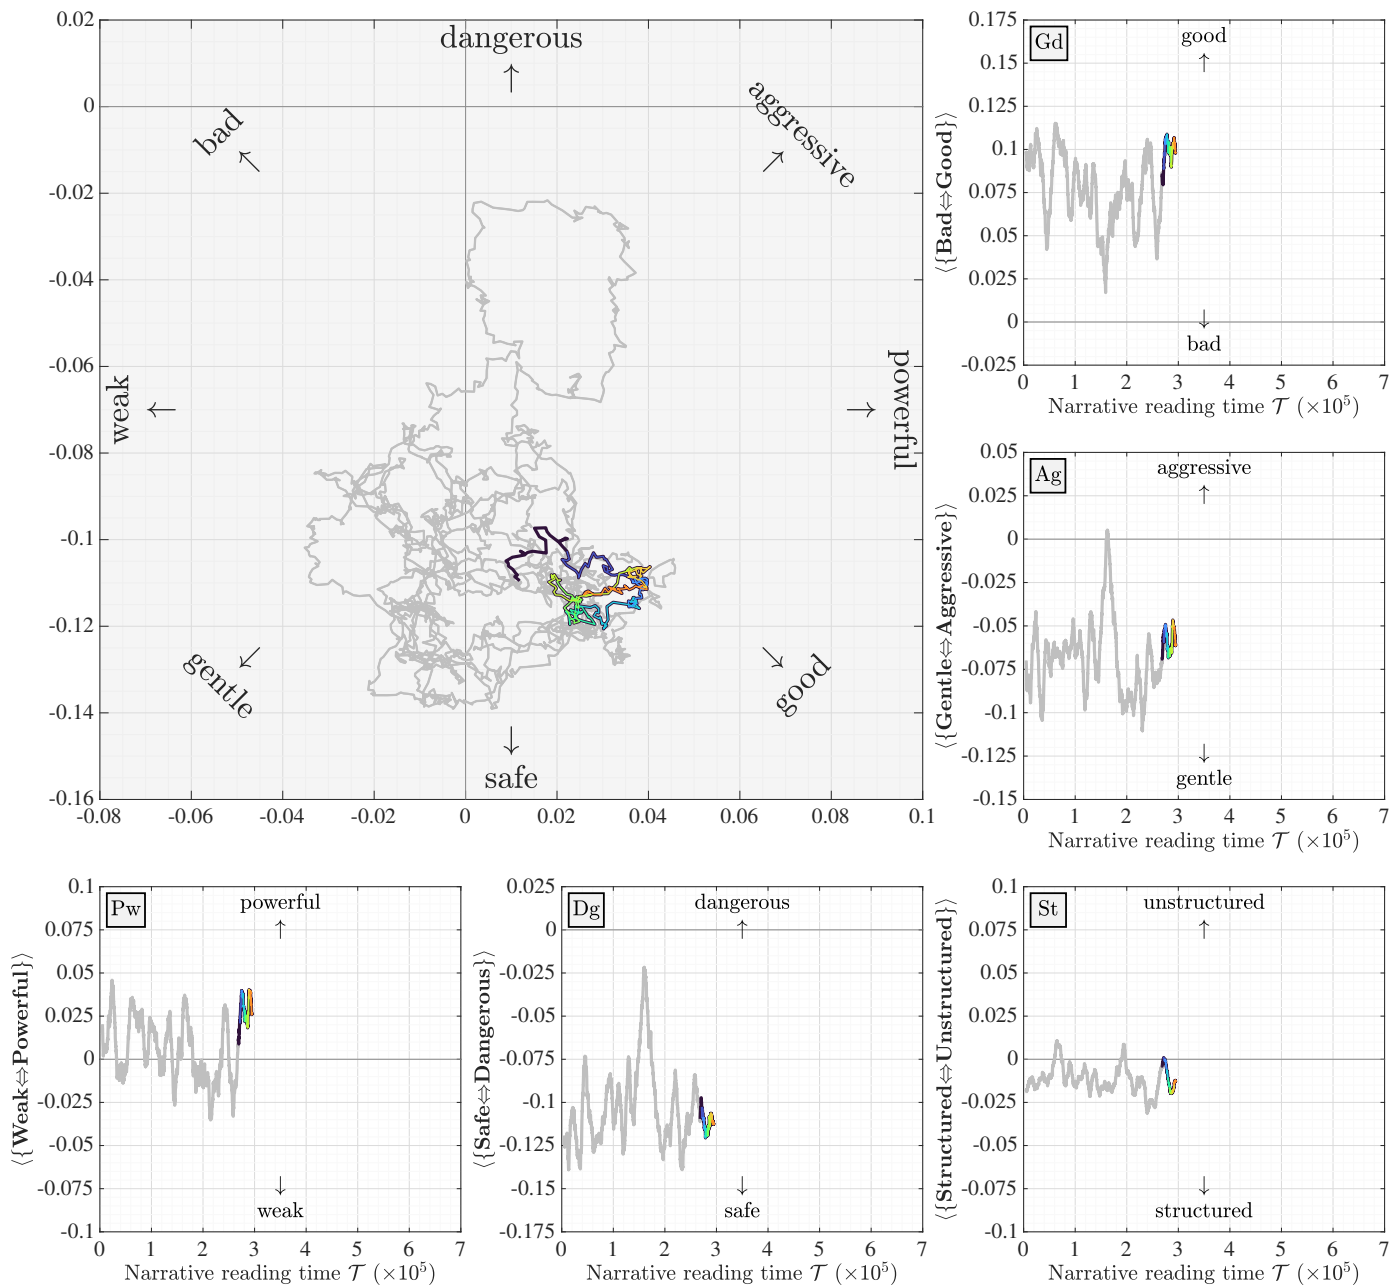 0.02
0
-0.02
-0.04
-0.06
-0.08
-0.1
-0.12
-0.14
-0.16
-0.08
-0.06
-0.04
-0.02
0
0.02
0.04
0.06
0.08
0.1
dangerous
↑
bad
↖
aggressive
↗
weak
←
powerful
→
gentle
↙
good
↘
↓
safe
Gd
good
↑
↓
bad
0.175
0.15
0.125
0.1
0.075
0.05
0.025
0
-0.025
⟨{Bad⇔Good}⟩
0 1 2 3 4 5 6 7
Narrative reading time 𝒯 (×10⁵)
Ag
aggressive
↑
↓
gentle
0.05
0.025
0
-0.025
-0.05
-0.075
-0.1
-0.125
-0.15
⟨{Gentle⇔Aggressive}⟩
0 1 2 3 4 5 6 7
Narrative reading time 𝒯 (×10⁵)
Pw
powerful
↑
↓
weak
0.1
0.075
0.05
0.025
0
-0.025
-0.05
-0.075
-0.1
⟨{Weak⇔Powerful}⟩
0 1 2 3 4 5 6 7
Narrative reading time 𝒯 (×10⁵)
Dg
dangerous
↑
↓
safe
0.025
0
-0.025
-0.05
-0.075
-0.1
-0.125
-0.15
-0.175
⟨{Safe⇔Dangerous}⟩
0 1 2 3 4 5 6 7
Narrative reading time 𝒯 (×10⁵)
St
unstructured
↑
↓
structured
0.1
0.075
0.05
0.025
0
-0.025
-0.05
-0.075
-0.1
⟨{Structured⇔Unstructured}⟩
0 1 2 3 4 5 6 7
Narrative reading time 𝒯 (×10⁵)